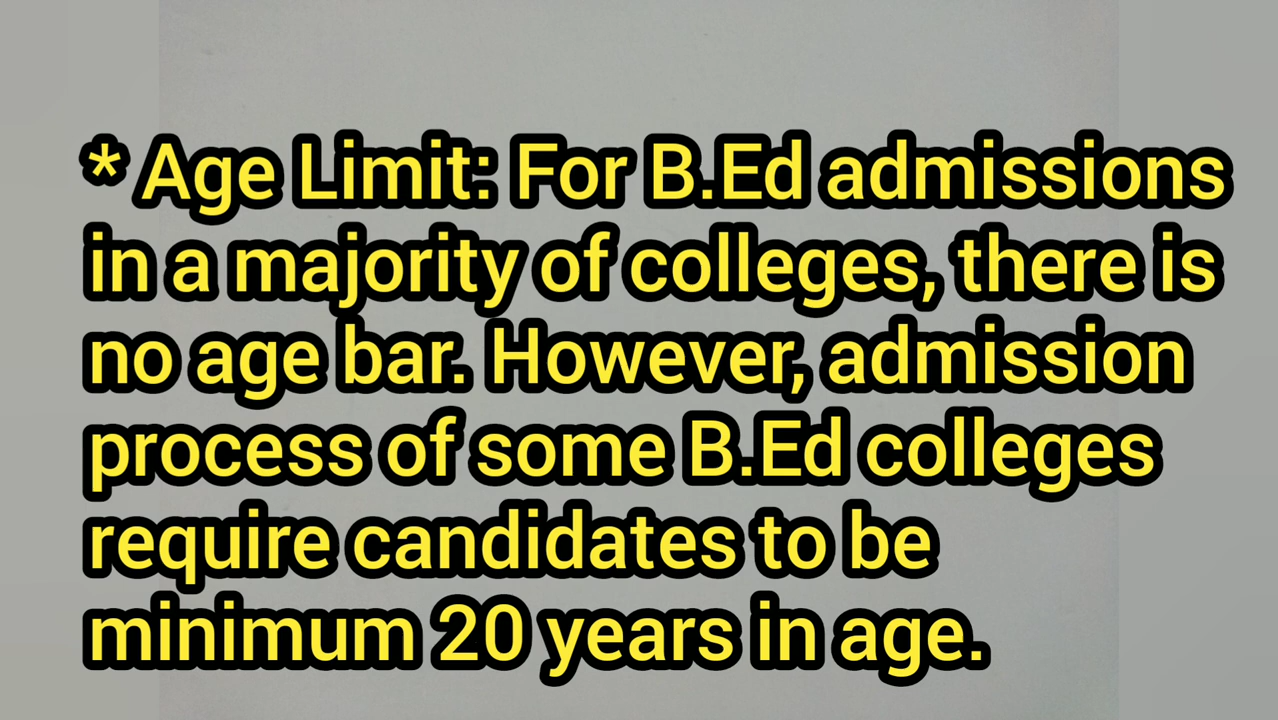 * Age Limit: For B.Ed admissions
in a majority of colleges, there is
no age bar. However, admission
process of some B.Ed colleges
require candidates to be
minimum 20 years in age.